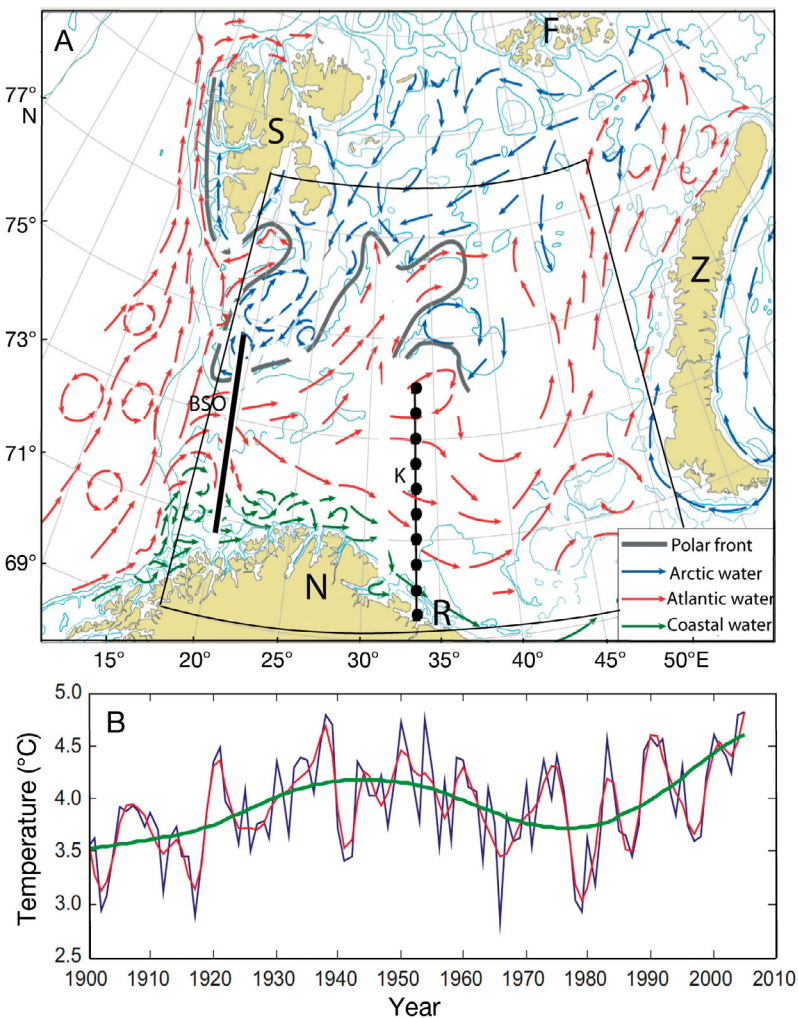 A
F
77°
N
S
75°
Z
73°
BSO
71°
K
69°
N
R
Polar front
Arctic water
Atlantic water
Coastal water
15° 20° 25° 30° 35° 40° 45° 50°E
B
5.0
4.5
4.0
3.5
3.0
2.5
Temperature (°C)
1900 1910 1920 1930 1940 1950 1960 1970 1980 1990 2000 2010
Year